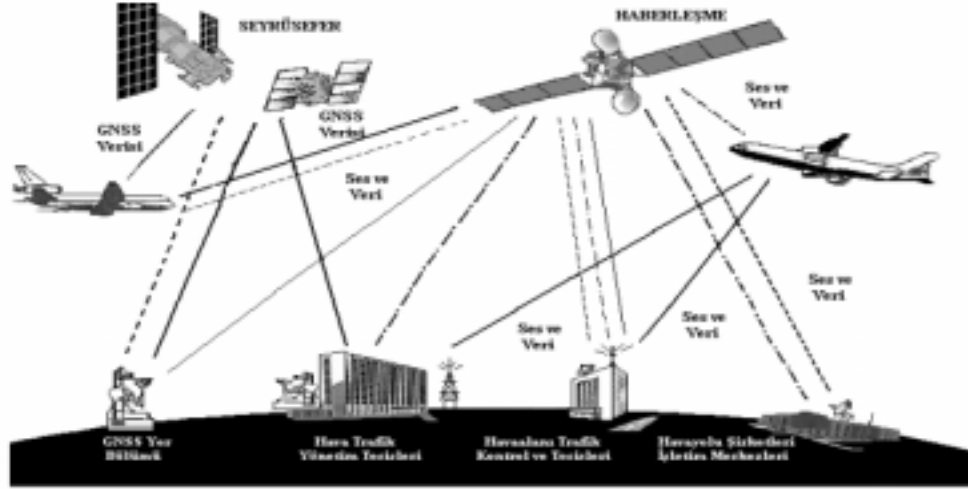 SEYRÜSEFER
HABERLEŞME
GNSS
Verisi
GNSS
Verisi
Ses ve
Veri
Ses ve
Veri
Ses ve
Veri
Ses ve
Veri
Ses ve
Veri
GNSS Yer
Bölümü
Hava Trafik
Yönetim Tesisleri
Havaalanı Trafik
Kontrol ve Tesisleri
Havayolu Şirketleri
İşletim Merkezleri